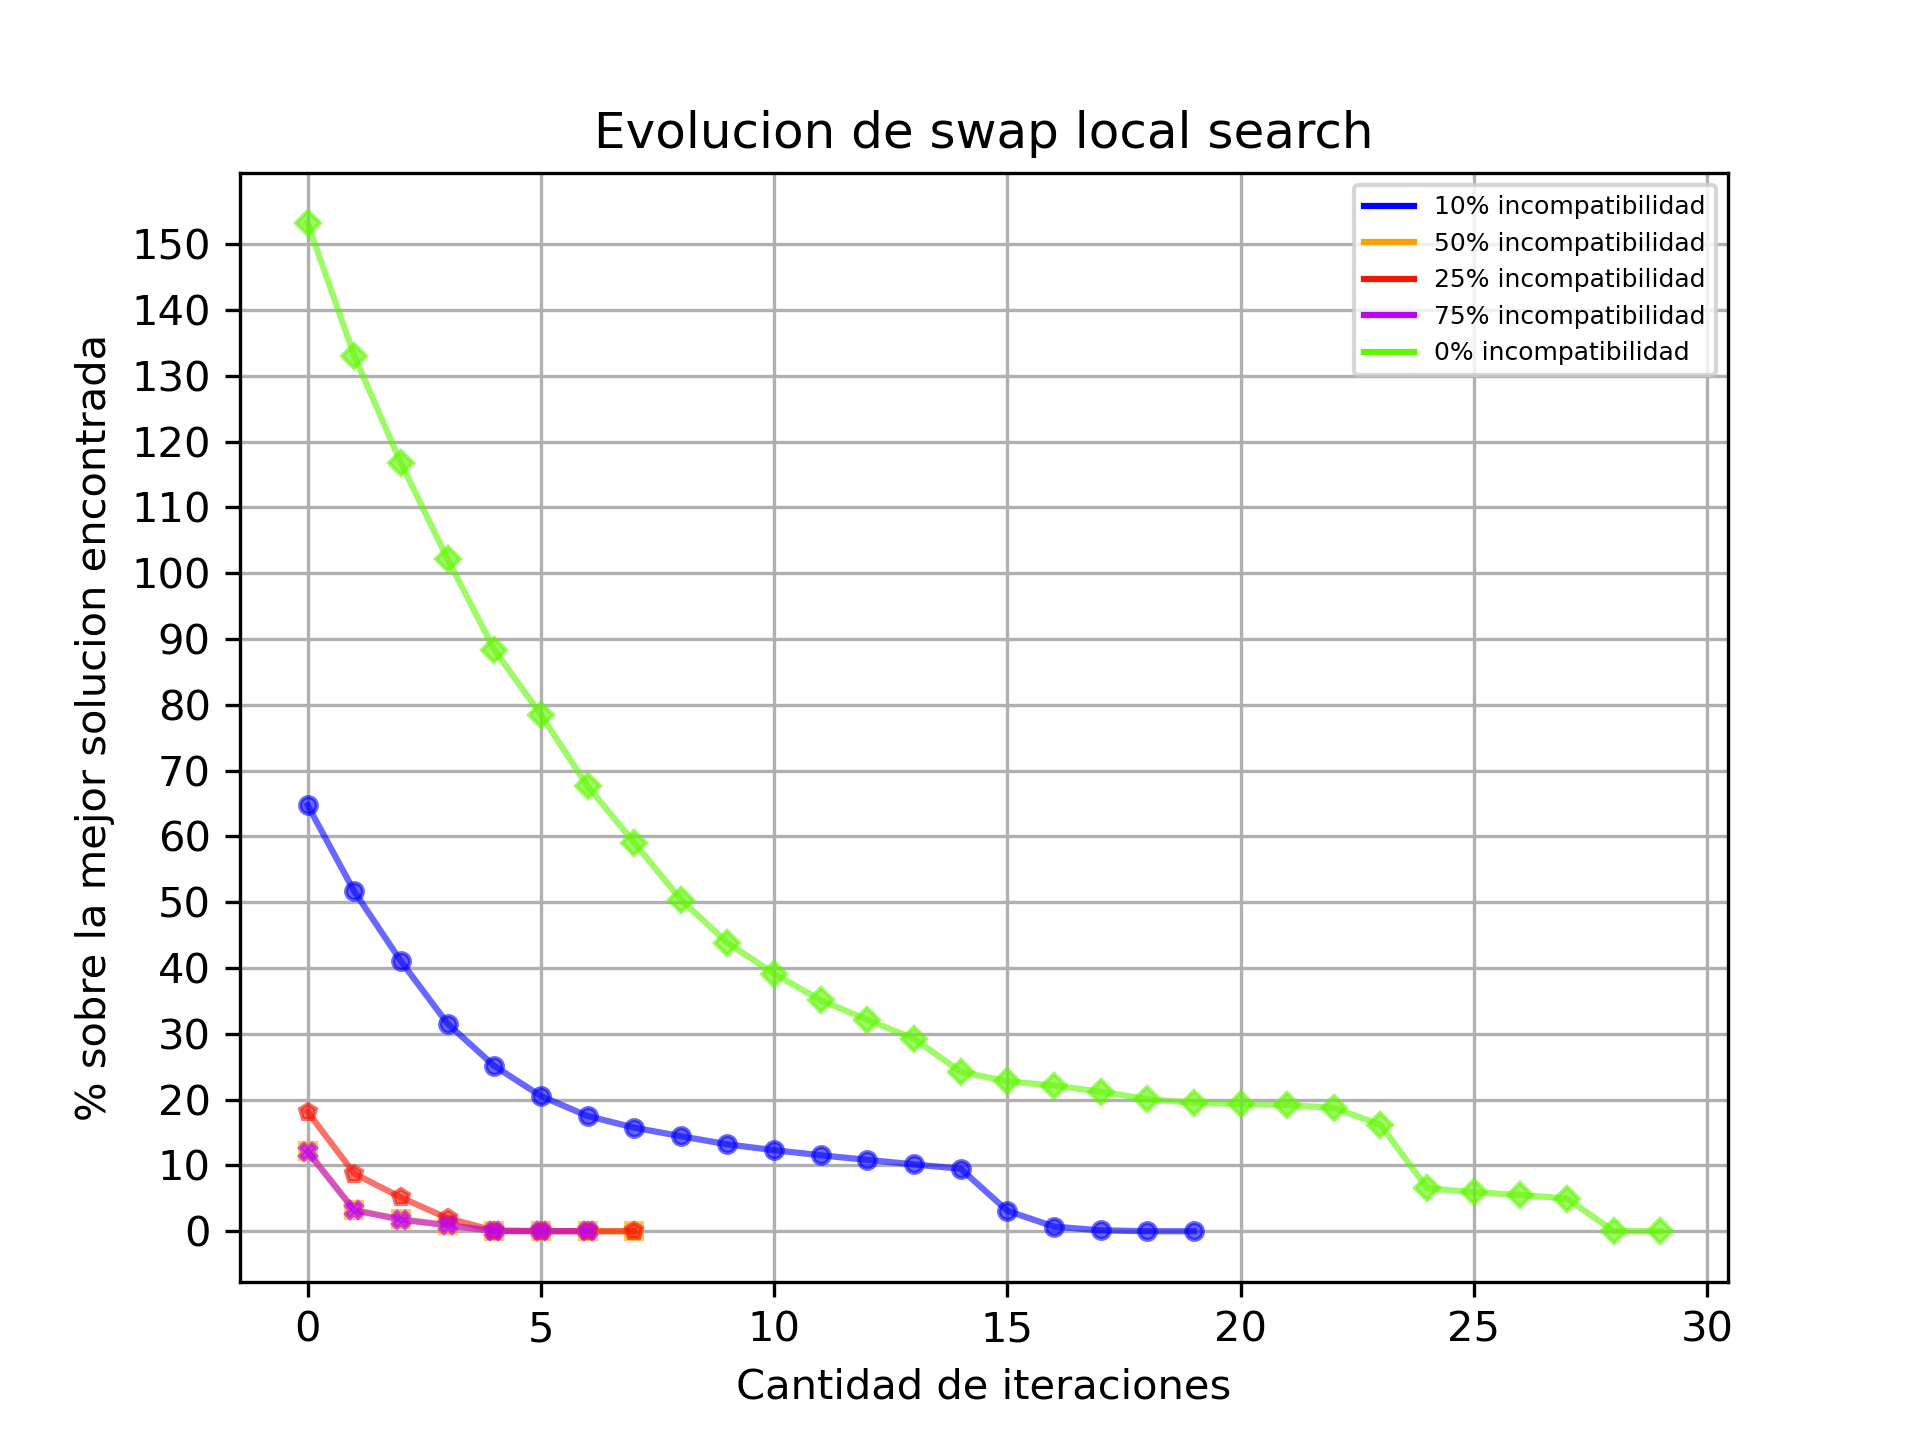 Evolucion de swap local search
% sobre la mejor solucion encontrada
150
140
130
120
110
100
90
80
70
60
50
40
30
20
10
0
10% incompatibilidad
50% incompatibilidad
25% incompatibilidad
75% incompatibilidad
0% incompatibilidad
0 5 10 15 20 25 30
Cantidad de iteraciones